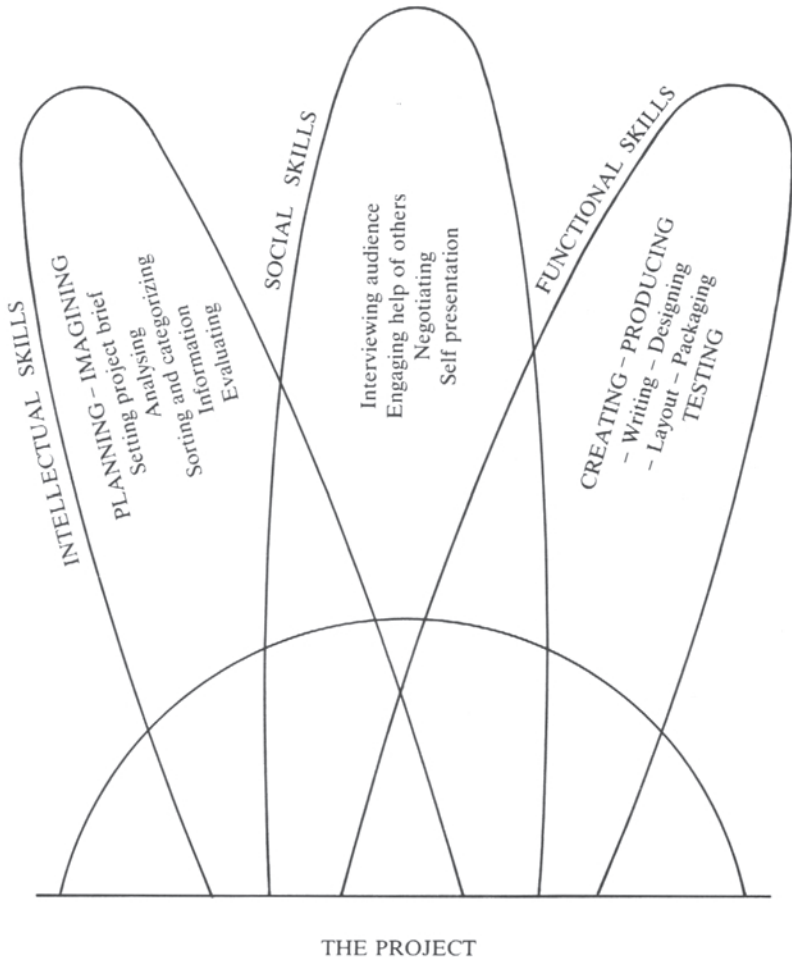 INTELLECTUAL SKILLS
PLANNING – IMAGINING
Setting project brief
Analysing
Analysing
Sorting and categorizing
Information
Evaluating
SOCIAL SKILLS
Interviewing audience
Engaging help of others
Negotiating
Self presentation
FUNCTIONAL SKILLS
CREATING – PRODUCING
– Writing – Designing
– Layout – Packaging
TESTING
THE PROJECT